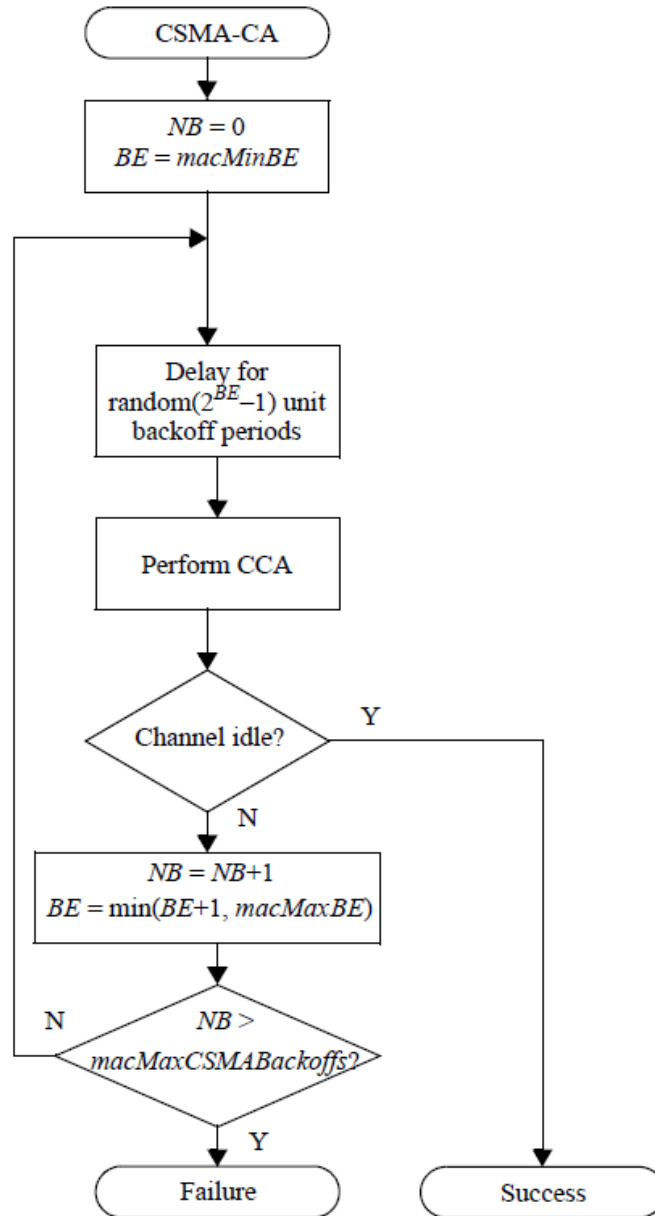 CSMA-CA
NB = 0
BE = macMinBE
Delay for
random(2^BE–1) unit
backoff periods
Perform CCA
Channel idle?
Y
N
NB = NB+1
BE = min(BE+1, macMaxBE)
N
NB >
macMaxCSMABackoffs?
Y
Failure
Success